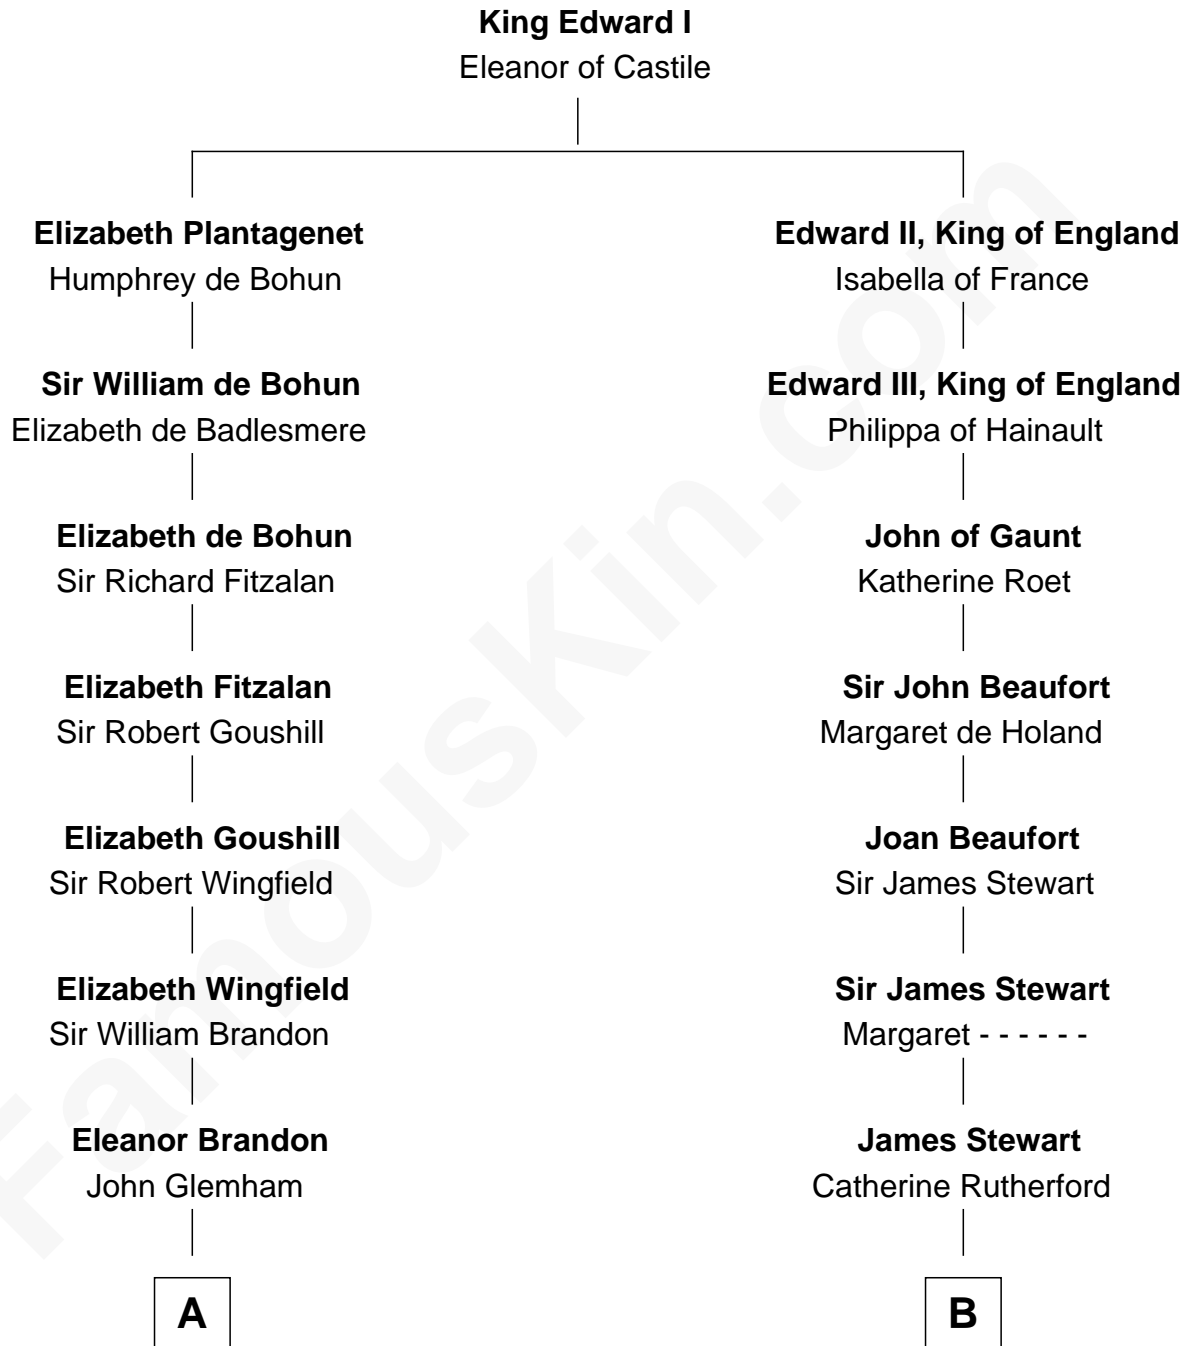 King Edward I
Eleanor of Castile
Elizabeth Plantagenet
Humphrey de Bohun
Edward II, King of England
Isabella of France
Sir William de Bohun
Elizabeth de Badlesmere
Edward III, King of England
Philippa of Hainault
Elizabeth de Bohun
Sir Richard Fitzalan
John of Gaunt
Katherine Roet
Elizabeth Fitzalan
Sir Robert Goushill
Sir John Beaufort
Margaret de Holand
Elizabeth Goushill
Sir Robert Wingfield
Joan Beaufort
Sir James Stewart
Elizabeth Wingfield
Sir William Brandon
Sir James Stewart
Margaret - - - - - -
Eleanor Brandon
John Glemham
James Stewart
Catherine Rutherford
A
B
FamousKin.com